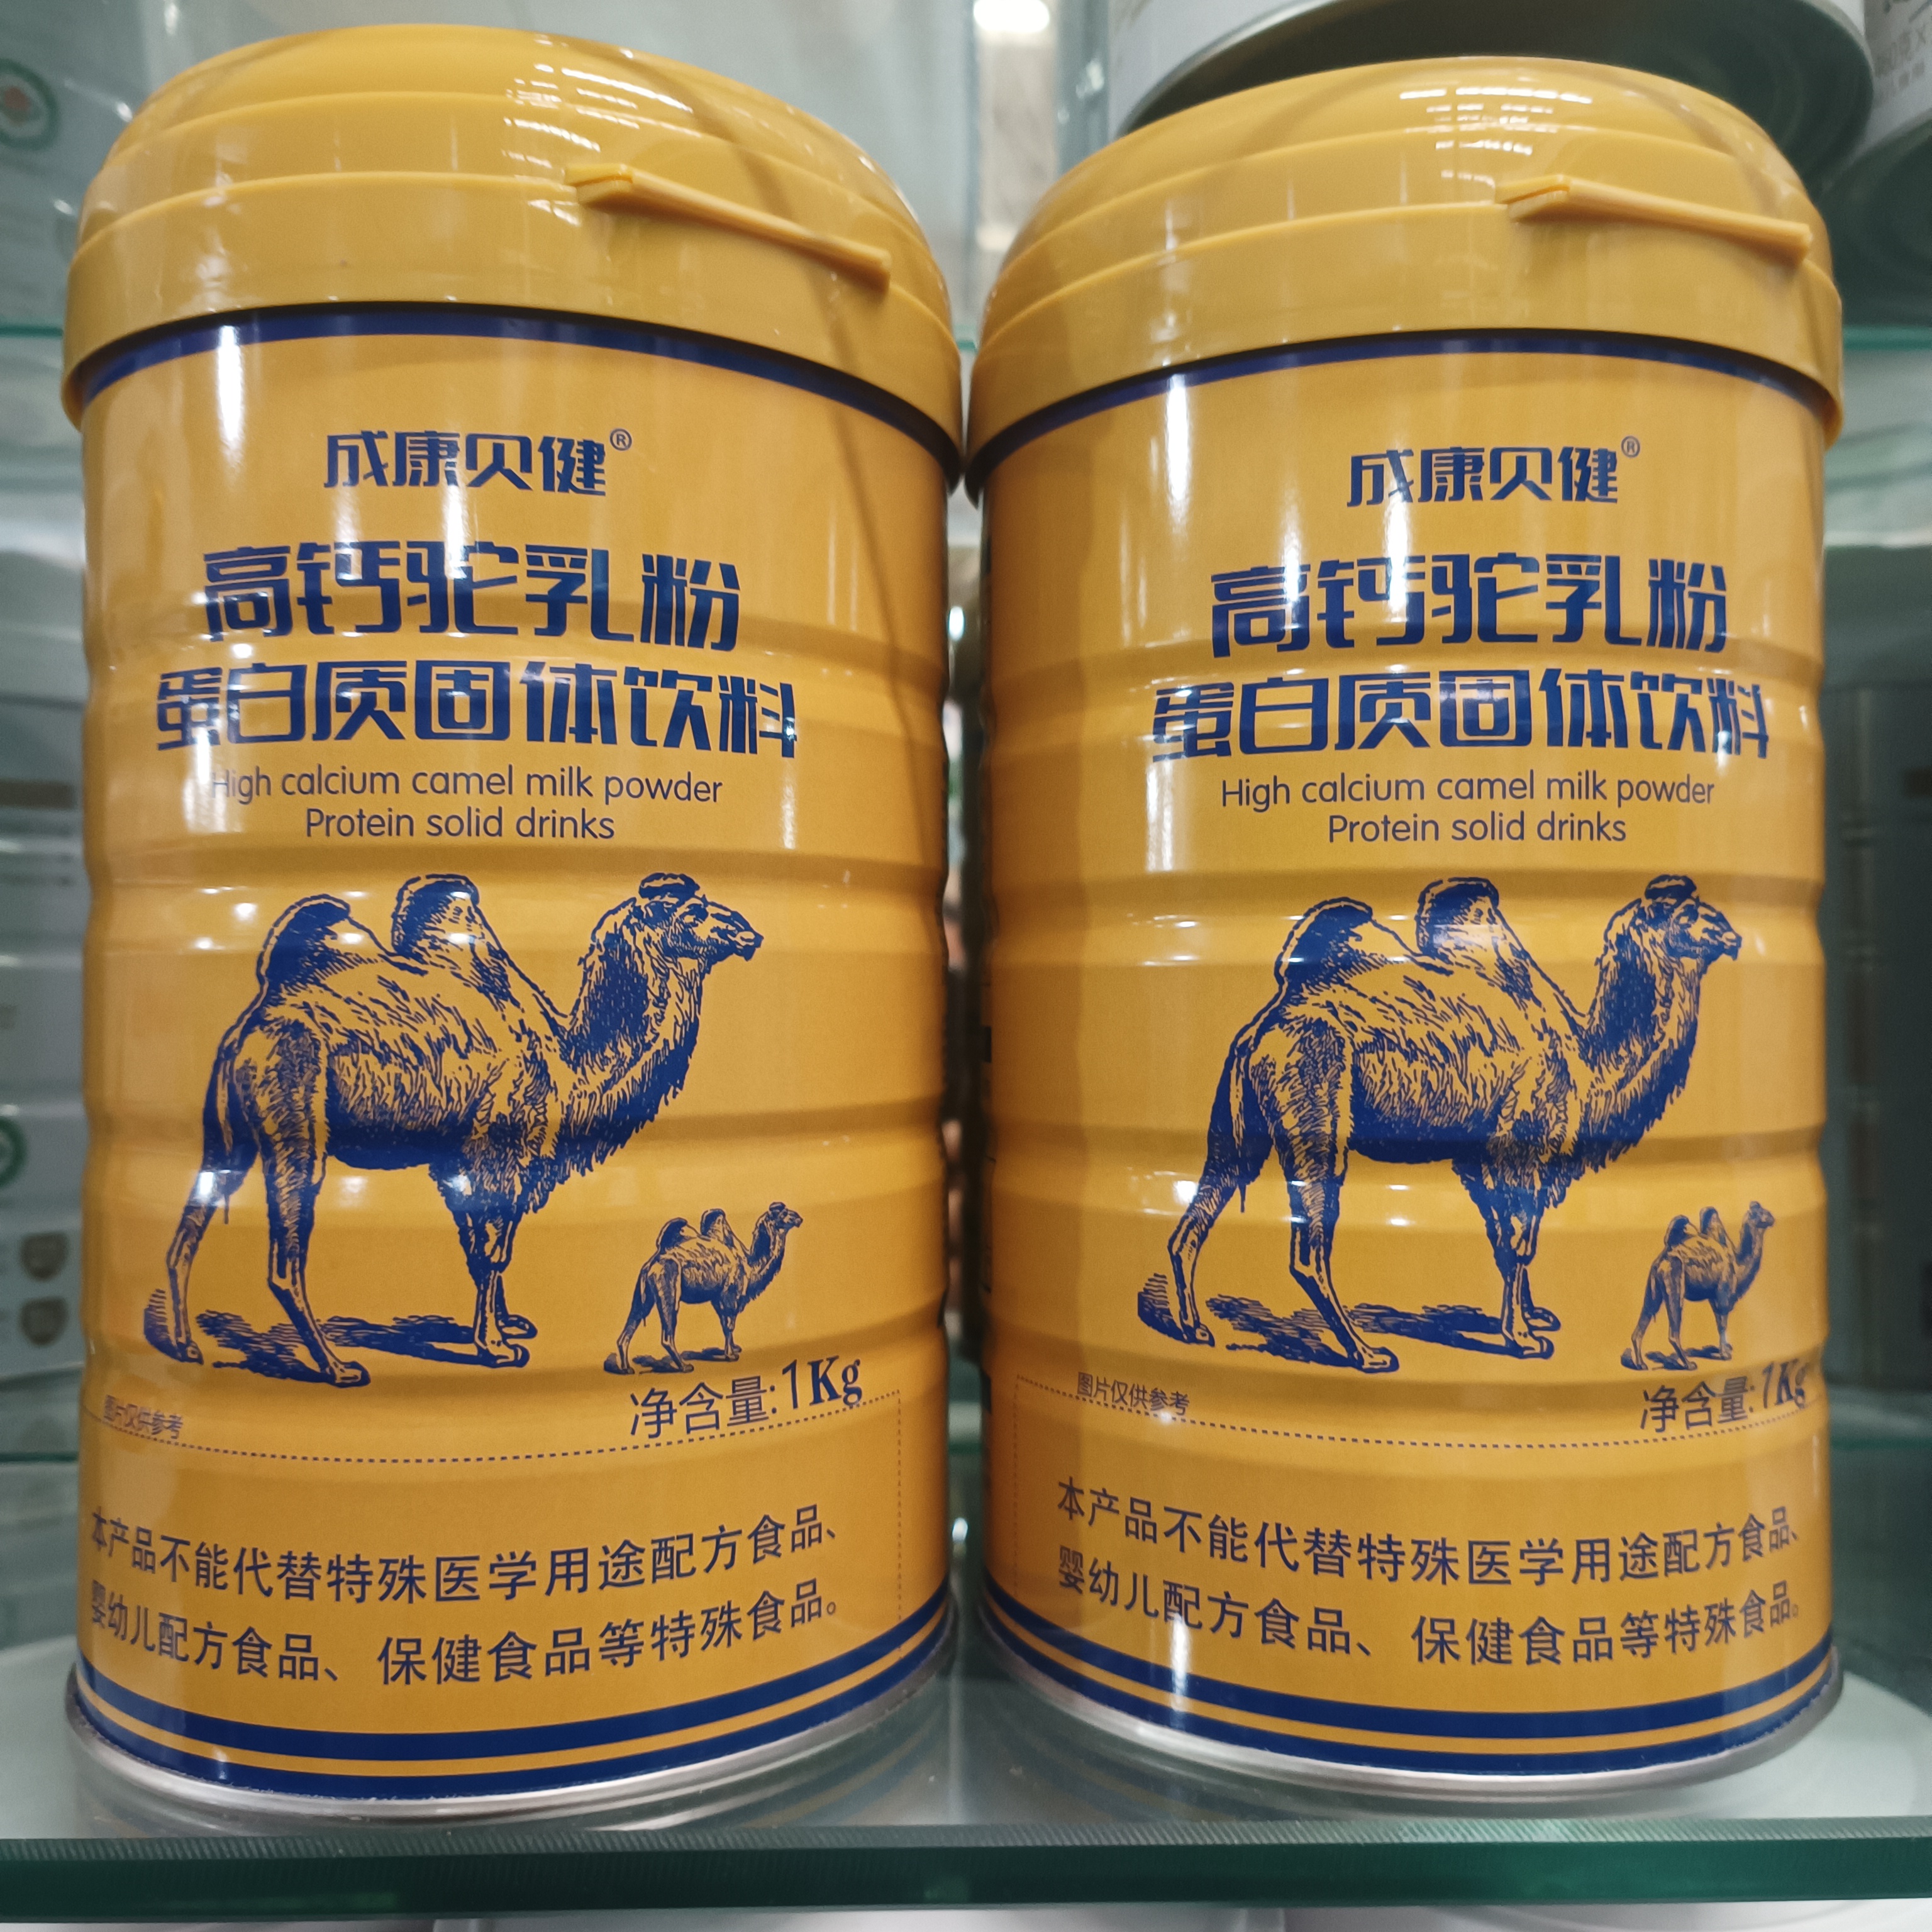 成康贝健®
高钙驼乳粉
蛋白质固体饮料
High calcium camel milk powder
Protein solid drinks
图片仅供参考
净含量:1Kg
本产品不能代替特殊医学用途配方食品、
婴幼儿配方食品、保健食品等特殊食品。
成康贝健®
高钙驼乳粉
蛋白质固体饮料
High calcium camel milk powder
Protein solid drinks
图片仅供参考
净含量:1Kg
本产品不能代替特殊医学用途配方食品、
婴幼儿配方食品、保健食品等特殊食品。